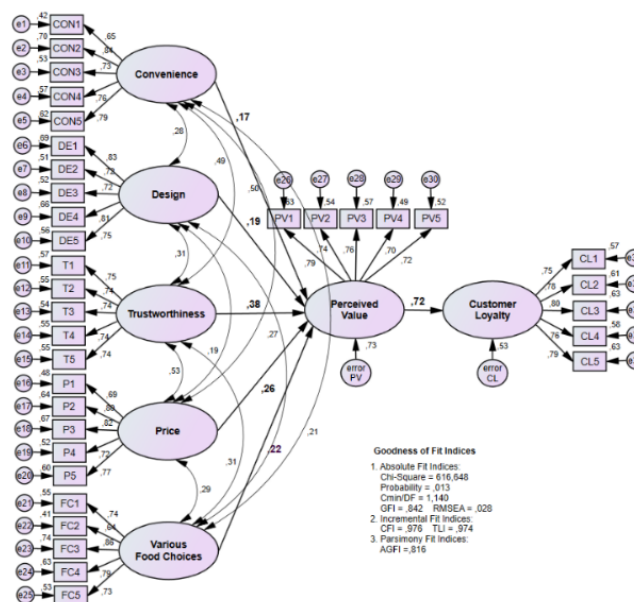 e1
,42
CON1
,65
e2
,70
CON2
,84
e3
,53
CON3
,73
e4
,57
CON4
,76
e5
,62
CON5
,79
Convenience
e6
,69
DE1
,83
e7
,51
DE2
,72
e8
,52
DE3
,72
e9
,66
DE4
,81
e10
,56
DE5
,75
Design
e11
,57
T1
,75
e12
,55
T2
,74
e13
,54
T3
,74
e14
,55
T4
,74
e15
,55
T5
,74
Trustworthiness
e16
,48
P1
,69
e17
,64
P2
e18
,67
P3
,82
e19
,52
P4
,72
e20
,60
P5
,77
Price
e21
,55
FC1
,74
e22
,41
FC2
,64
e23
,74
FC3
,86
e24
,63
FC4
,79
e25
,53
FC5
,73
Various
Food Choices
,28
,49
,50
,31
,19
,27
,53
,31
,21
,29
,17
,19
,38
,26
,22
e26
e27
e28
e29
e30
,63
,54
,57
,49
,52
PV1
PV2
PV3
PV4
PV5
,79
,74
,76
,70
,72
Perceived
Value
,73
error
PV
,72
Customer
Loyalty
,53
error
CL
,75
CL1
,57
,78
CL2
,61
,80
CL3
,63
,76
CL4
,58
,79
CL5
,63
Goodness of Fit Indices
1. Absolute Fit Indices:
Chi-Square = 616,648
Probability = ,013
Cmin/DF = 1,140
GFI = ,842 RMSEA = ,028
2. Incremental Fit Indices:
CFI = ,976 TLI = ,974
3. Parsimony Fit Indices:
AGFI =,816